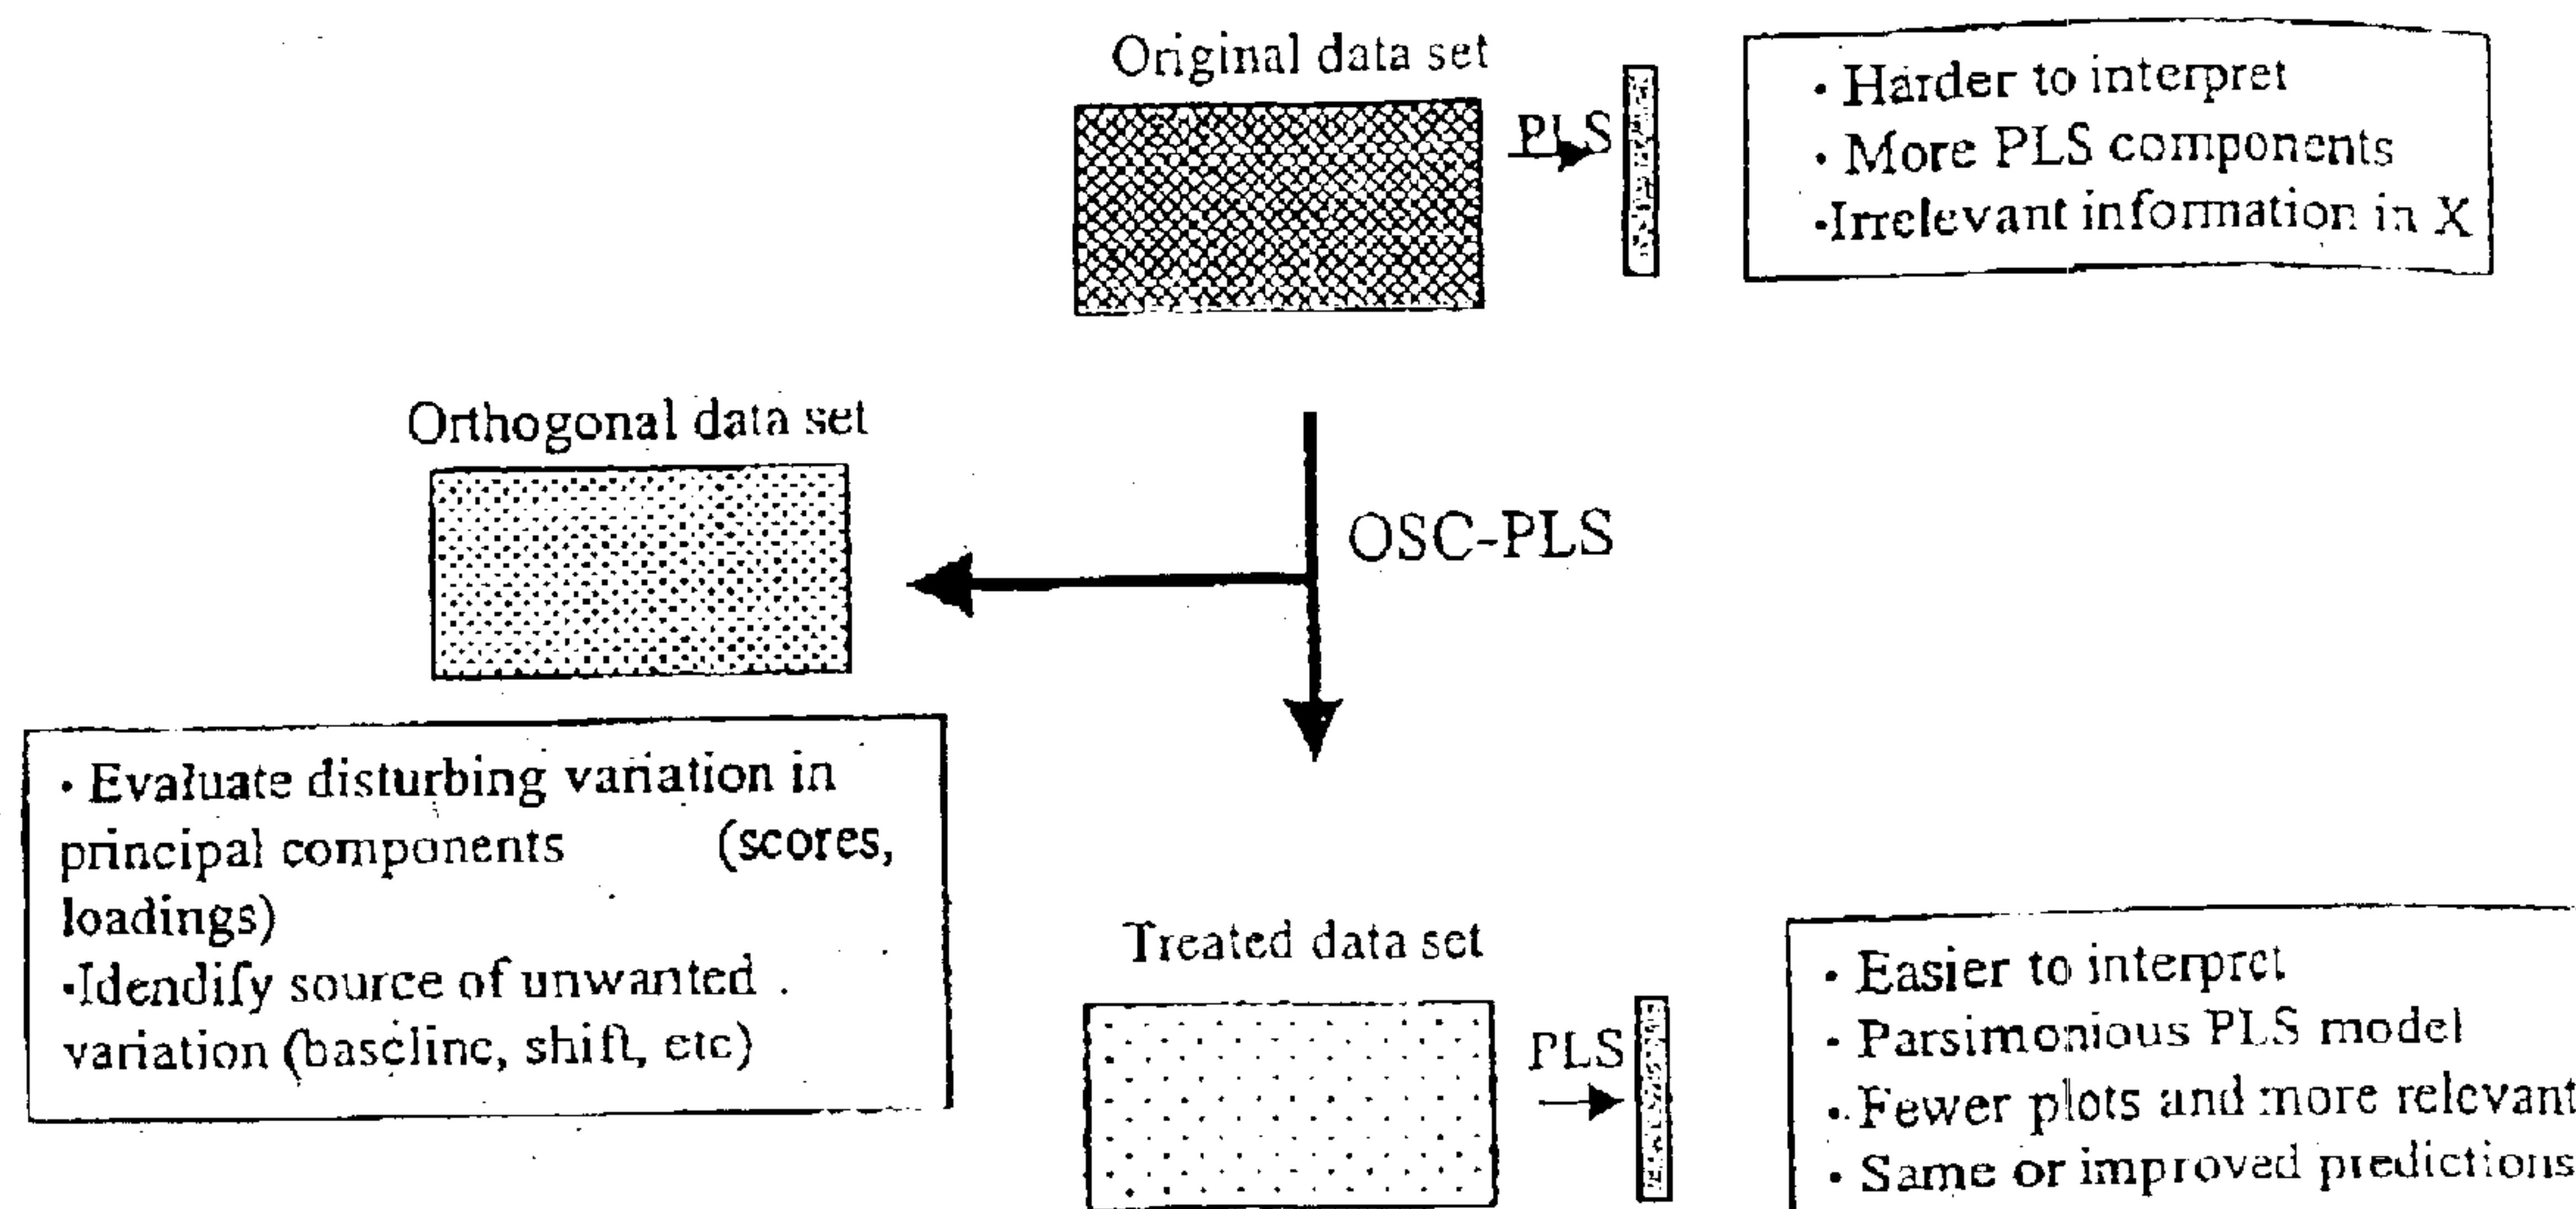 Original data set
PLS
· Harder to interpret
· More PLS components
·Irrelevant information in X
Orthogonal data set
OSC-PLS
· Evaluate disturbing variation in
principal components (scores,
loadings)
·Idendify source of unwanted
variation (baseline, shift, etc)
Treated data set
PLS
· Easier to interpret
· Parsimonious PLS model
· Fewer plots and more relevant
· Same or improved predictions